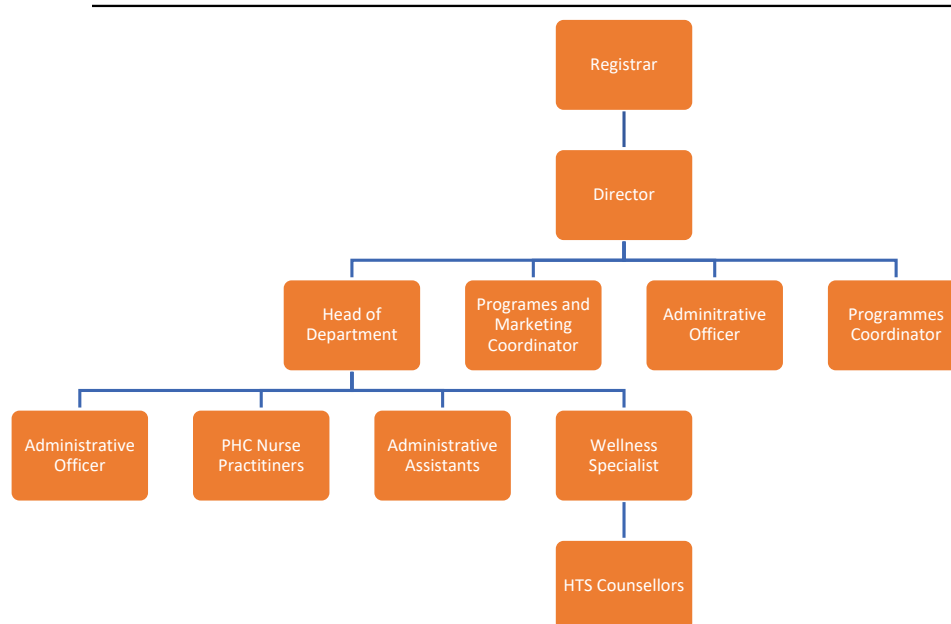 Registrar
Director
Head of
Department
Programes and
Marketing
Coordinator
Adminitrative
Officer
Programmes
Coordinator
Administrative
Officer
PHC Nurse
Practitiners
Administrative
Assistants
Wellness
Specialist
HTS Counsellors